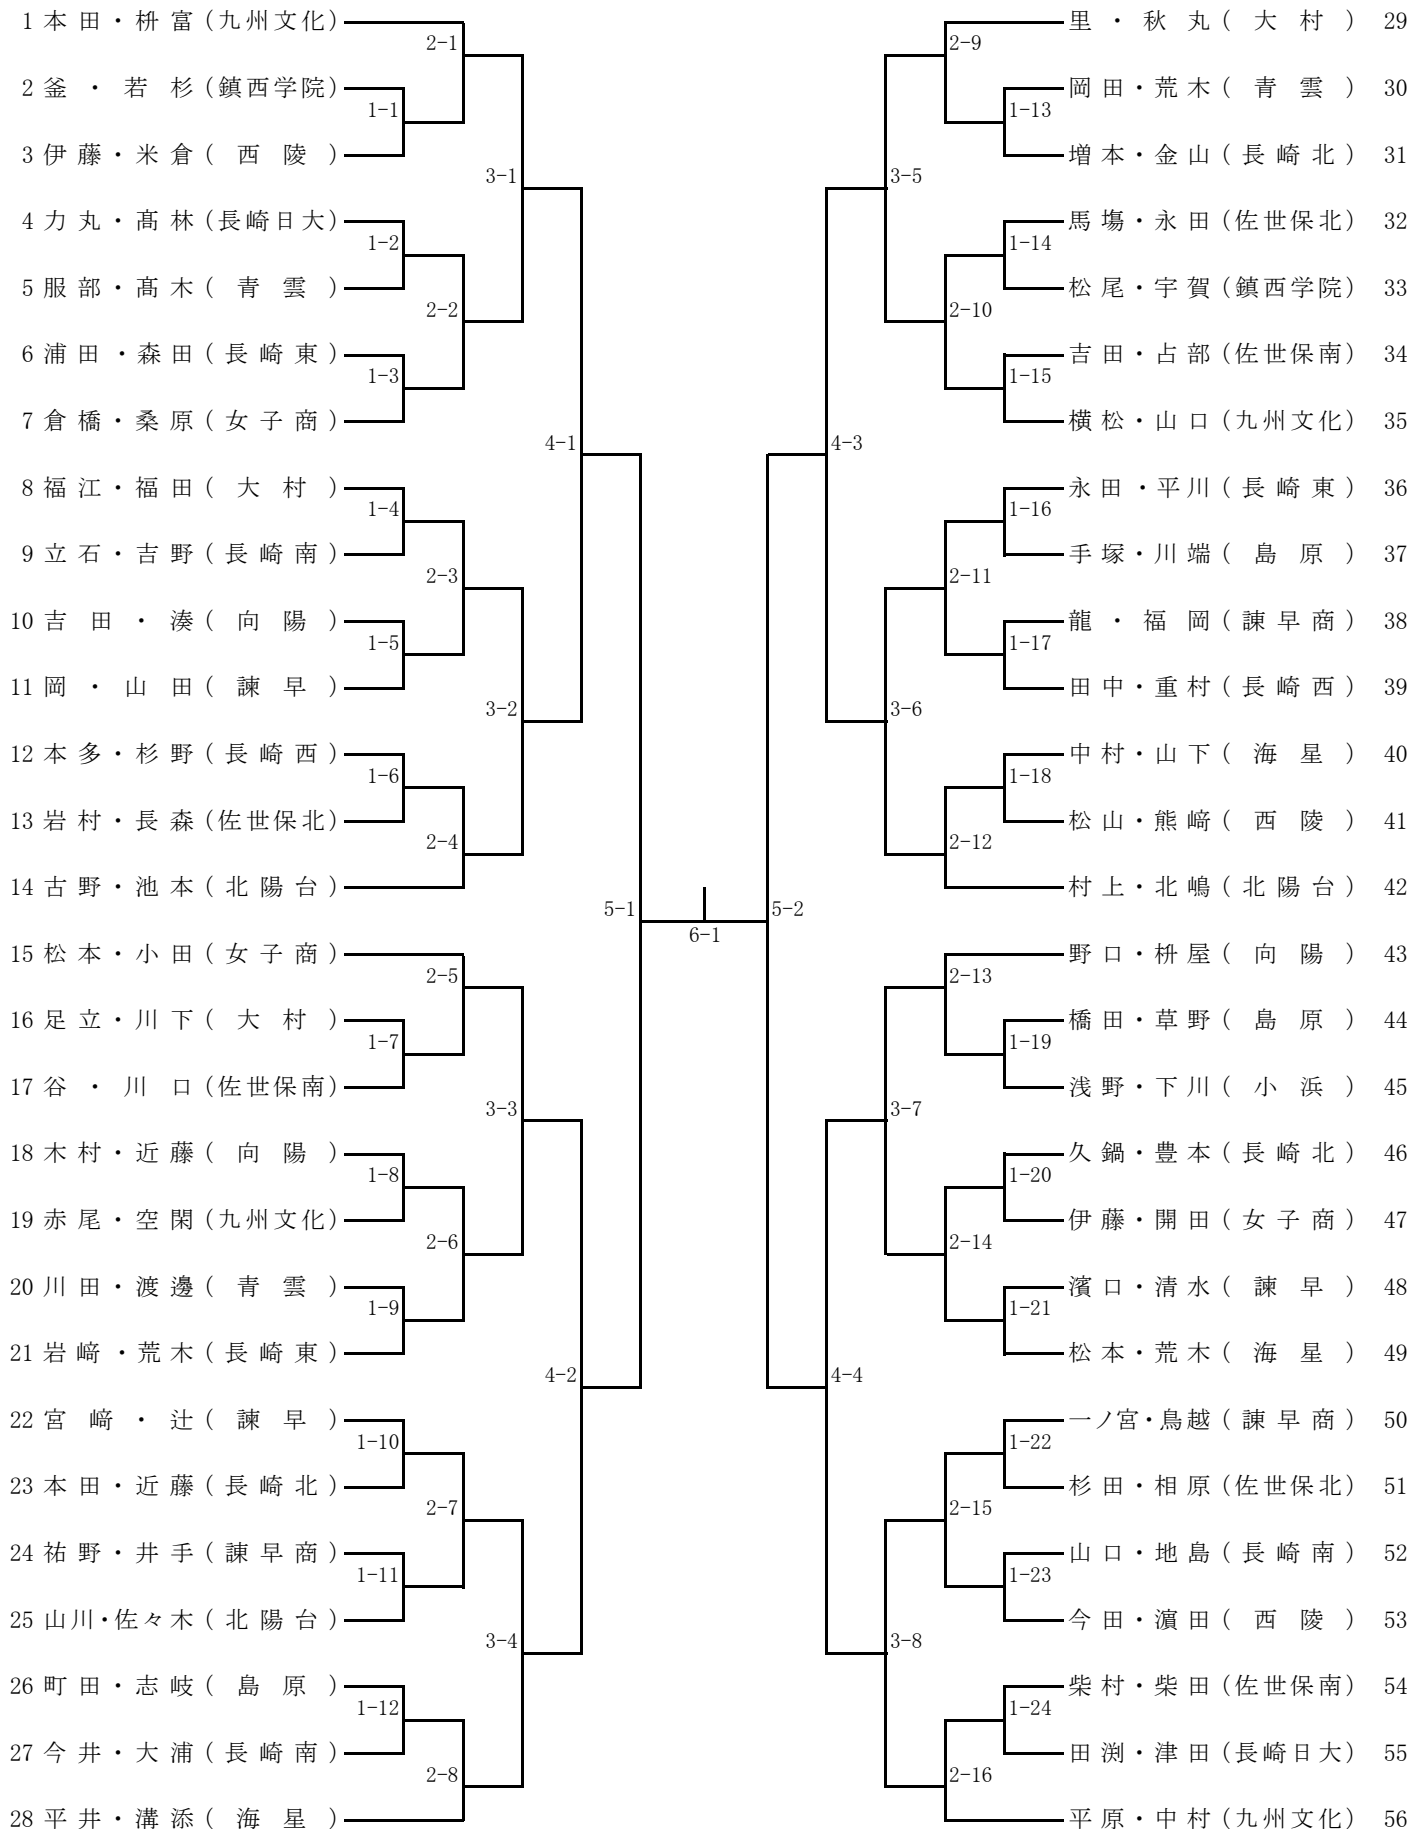 1 本田・枡富(九州文化)
2-1
2 釜・若杉(鎮西学院)
1-1
3 伊藤・米倉(西陵)
3-1
4 力丸・髙林(長崎日大)
1-2
5 服部・髙木(青雲)
2-2
6 浦田・森田(長崎東)
1-3
7 倉橋・桑原(女子商)
4-1
8 福江・福田(大村)
1-4
9 立石・吉野(長崎南)
2-3
10 吉田・湊(向陽)
1-5
11 岡・山田(諫早)
3-2
12 本多・杉野(長崎西)
1-6
13 岩村・長森(佐世保北)
2-4
14 古野・池本(北陽台)
5-1
15 松本・小田(女子商)
2-5
16 足立・川下(大村)
1-7
17 谷・川口(佐世保南)
3-3
18 木村・近藤(向陽)
1-8
19 赤尾・空閑(九州文化)
2-6
20 川田・渡邊(青雲)
1-9
21 岩﨑・荒木(長崎東)
4-2
22 宮﨑・辻(諫早)
1-10
23 本田・近藤(長崎北)
2-7
24 祐野・井手(諫早商)
1-11
25 山川・佐々木(北陽台)
3-4
26 町田・志岐(島原)
1-12
27 今井・大浦(長崎南)
2-8
28 平井・溝添(海星)
6-1
里・秋丸(大村) 29
2-9
岡田・荒木(青雲) 30
1-13
増本・金山(長崎北) 31
3-5
馬塲・永田(佐世保北) 32
1-14
松尾・宇賀(鎮西学院) 33
2-10
吉田・占部(佐世保南) 34
1-15
横松・山口(九州文化) 35
4-3
永田・平川(長崎東) 36
1-16
手塚・川端(島原) 37
2-11
龍・福岡(諫早商) 38
1-17
田中・重村(長崎西) 39
3-6
中村・山下(海星) 40
1-18
松山・熊﨑(西陵) 41
2-12
村上・北嶋(北陽台) 42
5-2
野口・枡屋(向陽) 43
2-13
橋田・草野(島原) 44
1-19
浅野・下川(小浜) 45
3-7
久鍋・豊本(長崎北) 46
1-20
伊藤・開田(女子商) 47
2-14
濱口・清水(諫早) 48
1-21
松本・荒木(海星) 49
4-4
一ノ宮・鳥越(諫早商) 50
1-22
杉田・相原(佐世保北) 51
2-15
山口・地島(長崎南) 52
1-23
今田・濵田(西陵) 53
3-8
柴村・柴田(佐世保南) 54
1-24
田渕・津田(長崎日大) 55
2-16
平原・中村(九州文化) 56